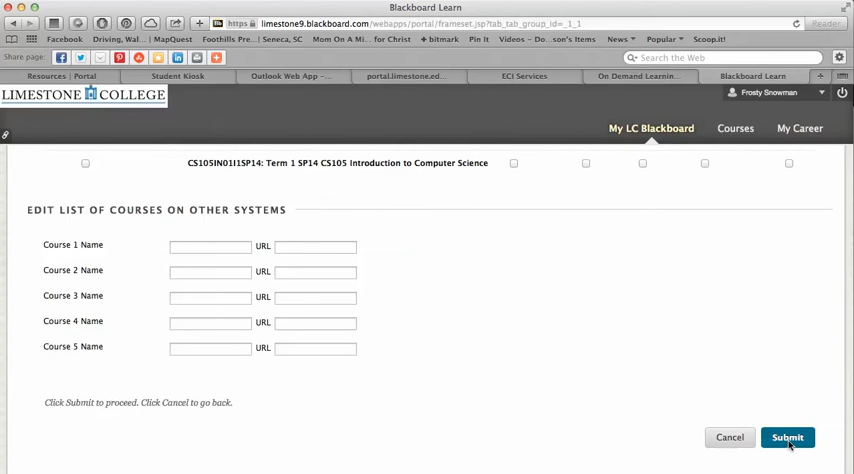 Blackboard Learn
https limestone9.blackboard.com/webapps/portal/frameset.jsp?tab_tab_group_id=_1_1 Reader
Facebook Driving, Wal...| MapQuest Foothills Pre...| Seneca, SC Mom On A Mi... for Christ + bitmark Pin It Videos - Do...son's Items News Popular Scoop.it!
Share page: Search the Web
Resources | Portal Student Kiosk Outlook Web App –... portal.limestone.ed... ECI Services On Demand Learnin... Blackboard Learn
LIMESTONE COLLEGE Frosty Snowman
My LC Blackboard Courses My Career
CS105IN01I1SP14: Term 1 SP14 CS105 Introduction to Computer Science
EDIT LIST OF COURSES ON OTHER SYSTEMS
Course 1 Name URL
Course 2 Name URL
Course 3 Name URL
Course 4 Name URL
Course 5 Name URL
Click Submit to proceed. Click Cancel to go back.
Cancel Submit